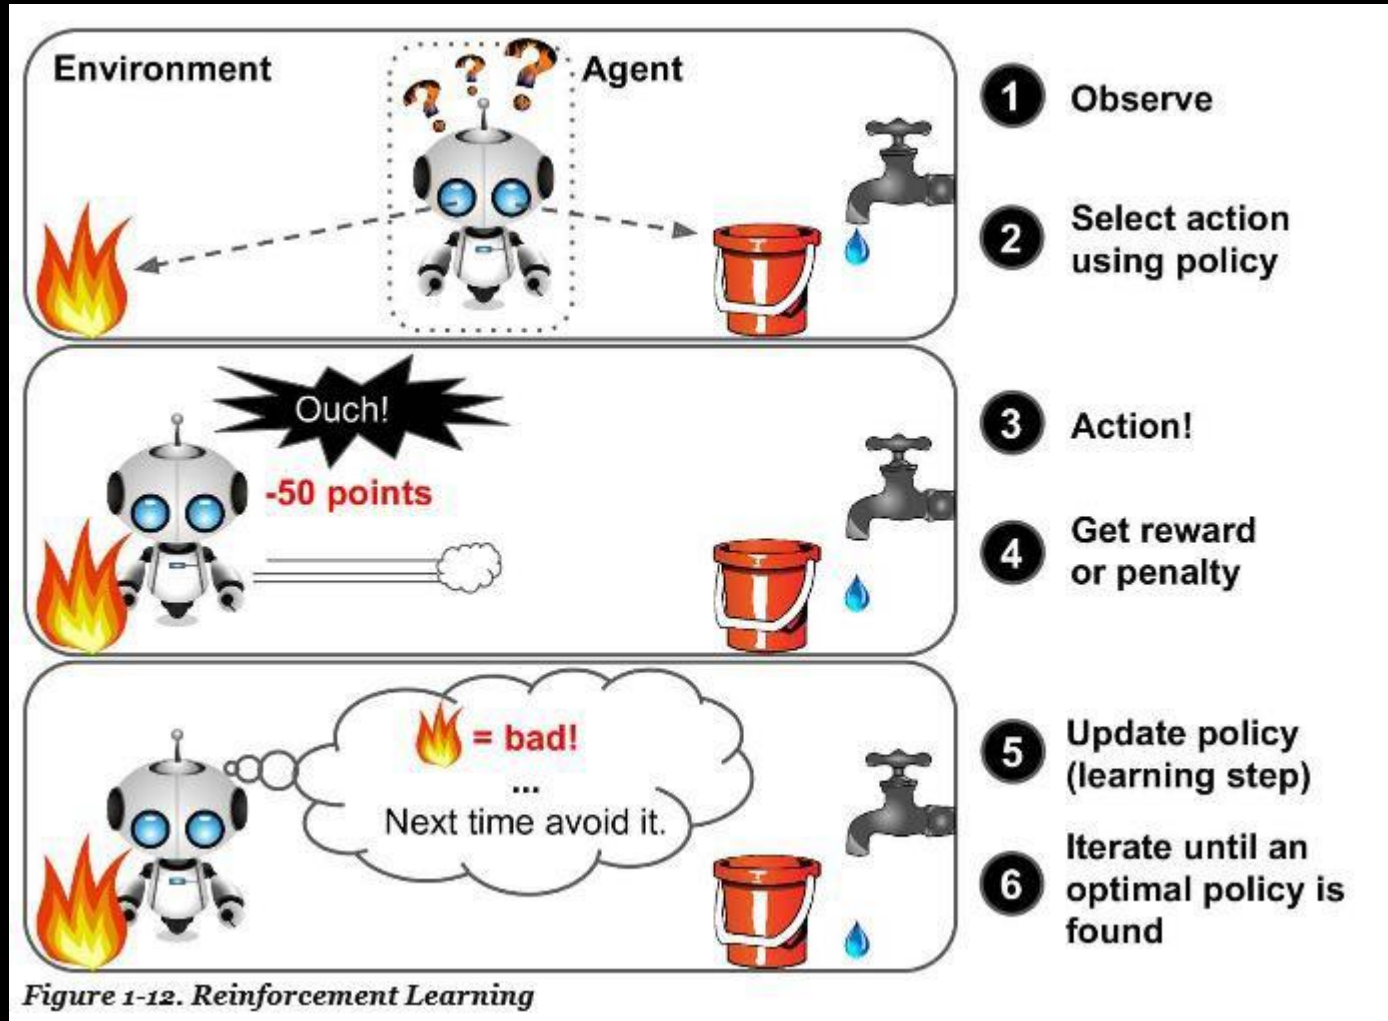 Environment
Agent
? ? ?
1 Observe
2 Select action
using policy
Ouch!
-50 points
3 Action!
4 Get reward
or penalty
= bad!
...
Next time avoid it.
5 Update policy
(learning step)
6 Iterate until an
optimal policy is
found
Figure 1-12. Reinforcement Learning